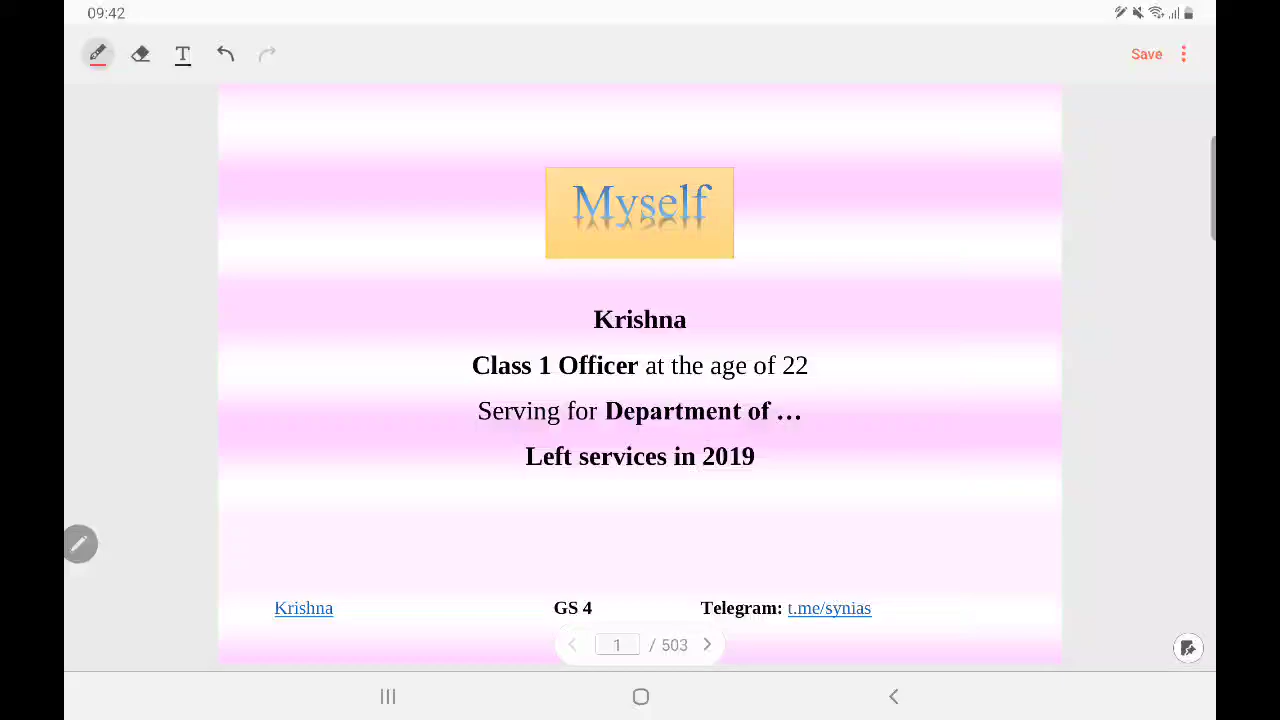 09:42
T
Save
Myself
Krishna
Class 1 Officer at the age of 22
Serving for Department of …
Left services in 2019
Krishna GS 4 Telegram: t.me/synias
1 / 503